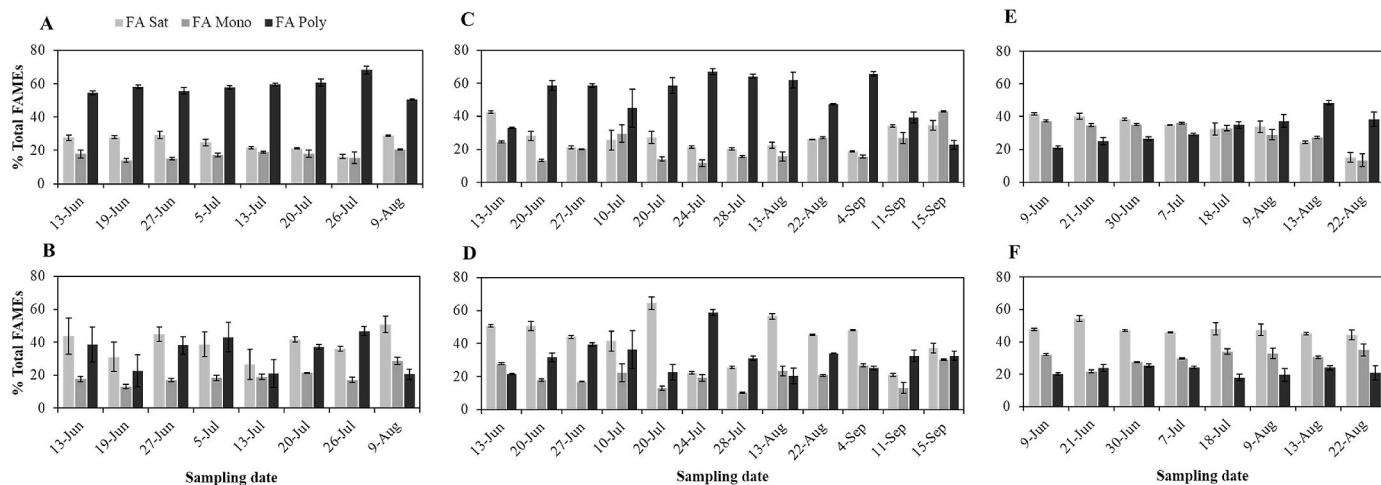 A
FA Sat FA Mono FA Poly
% Total FAMEs
80
60
40
20
0
13-Jun 19-Jun 27-Jun 5-Jul 13-Jul 20-Jul 26-Jul 9-Aug
B
% Total FAMEs
80
60
40
20
0
13-Jun 19-Jun 27-Jun 5-Jul 13-Jul 20-Jul 26-Jul 9-Aug
Sampling date
C
80
60
40
20
0
13-Jun 20-Jun 27-Jun 10-Jul 20-Jul 24-Jul 28-Jul 13-Aug 22-Aug 4-Sep 11-Sep 15-Sep
D
80
60
40
20
0
13-Jun 20-Jun 27-Jun 10-Jul 20-Jul 24-Jul 28-Jul 13-Aug 22-Aug 4-Sep 11-Sep 15-Sep
Sampling date
E
80
60
40
20
0
9-Jun 21-Jun 30-Jun 7-Jul 18-Jul 9-Aug 13-Aug 22-Aug
F
80
60
40
20
0
9-Jun 21-Jun 30-Jun 7-Jul 18-Jul 9-Aug 13-Aug 22-Aug
Sampling date